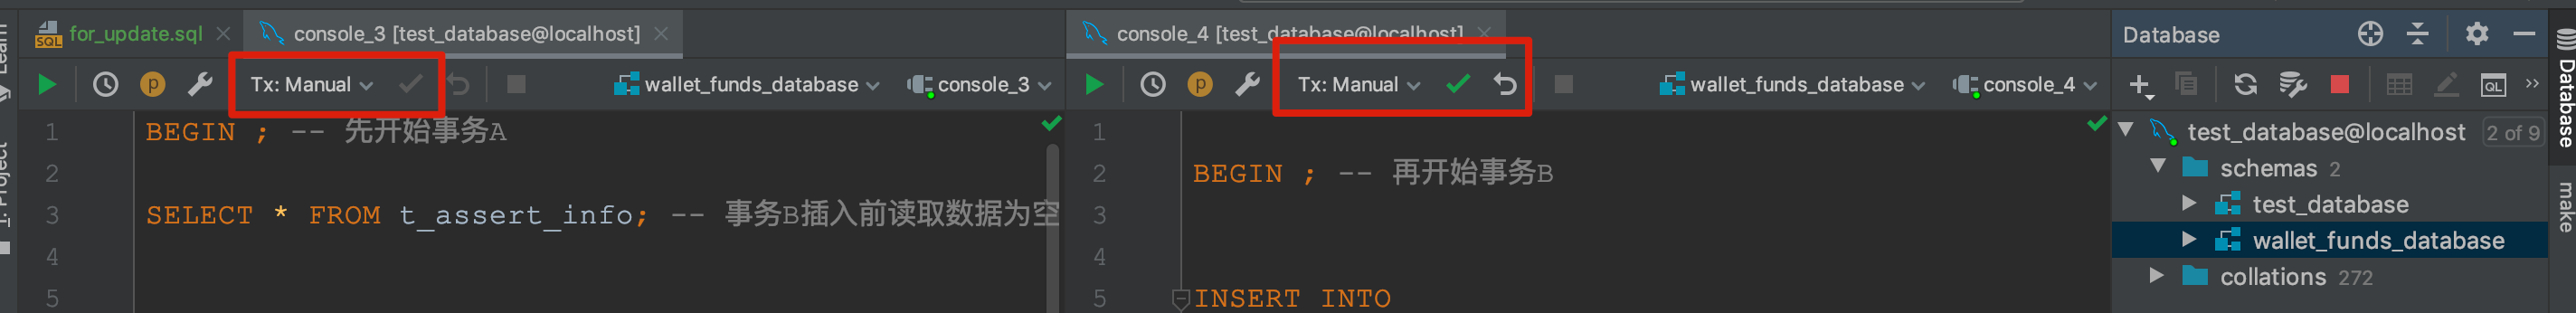 for_update.sql
console_3 [test_database@localhost]
console_4 [test_database@localhost]
Database
Tx: Manual
wallet_funds_database
console_3
Tx: Manual
wallet_funds_database
console_4
1 BEGIN ; -- 先开始事务A
2
3 SELECT * FROM t_assert_info; -- 事务B插入前读取数据为空
4
5
1
2 BEGIN ; -- 再开始事务B
3
4
5 INSERT INTO
test_database@localhost 2 of 9
schemas 2
test_database
wallet_funds_database
collations 272
Learn
Project
Database
make
SQL
p
p
QL